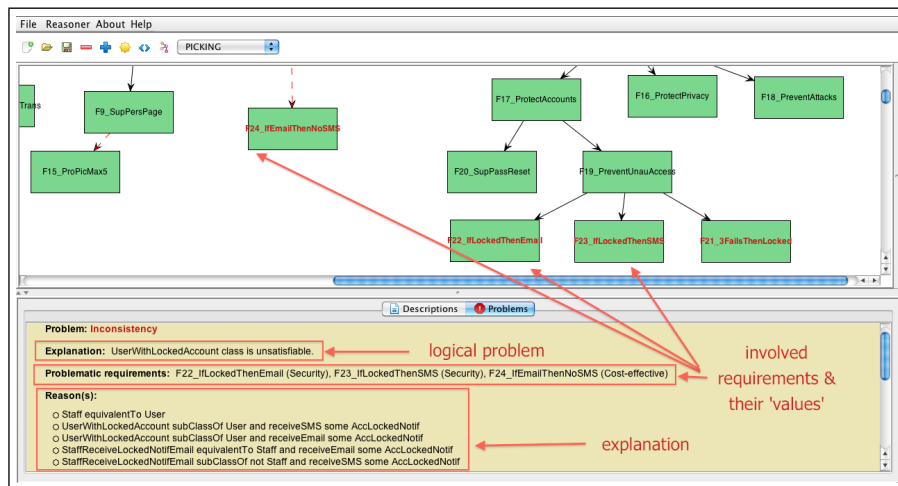 File Reasoner About Help
PICKING
Trans
F9_SupPersPage
F24_IfEmailThenNoSMS
F17_ProtectAccounts
F16_ProtectPrivacy
F18_PreventAttacks
F15_ProPicMax5
F20_SupPassReset
F19_PreventUnauAccess
F22_IfLockedThenEmail
F23_IfLockedThenSMS
F21_3FailsThenLocked
Descriptions
Problems
Problem: Inconsistency
Explanation: UserWithLockedAccount class is unsatisfiable.
logical problem
Problematic requirements: F22_IfLockedThenEmail (Security), F23_IfLockedThenSMS (Security), F24_IfEmailThenNoSMS (Cost-effective)
involved
requirements &
their 'values'
Reason(s):
Staff equivalentTo User
UserWithLockedAccount subClassOf User and receiveSMS some AccLockedNotif
UserWithLockedAccount subClassOf User and receiveEmail some AccLockedNotif
StaffReceiveLockedNotifEmail equivalentTo Staff and receiveEmail some AccLockedNotif
StaffReceiveLockedNotifEmail subClassOf not Staff and receiveSMS some AccLockedNotif
explanation